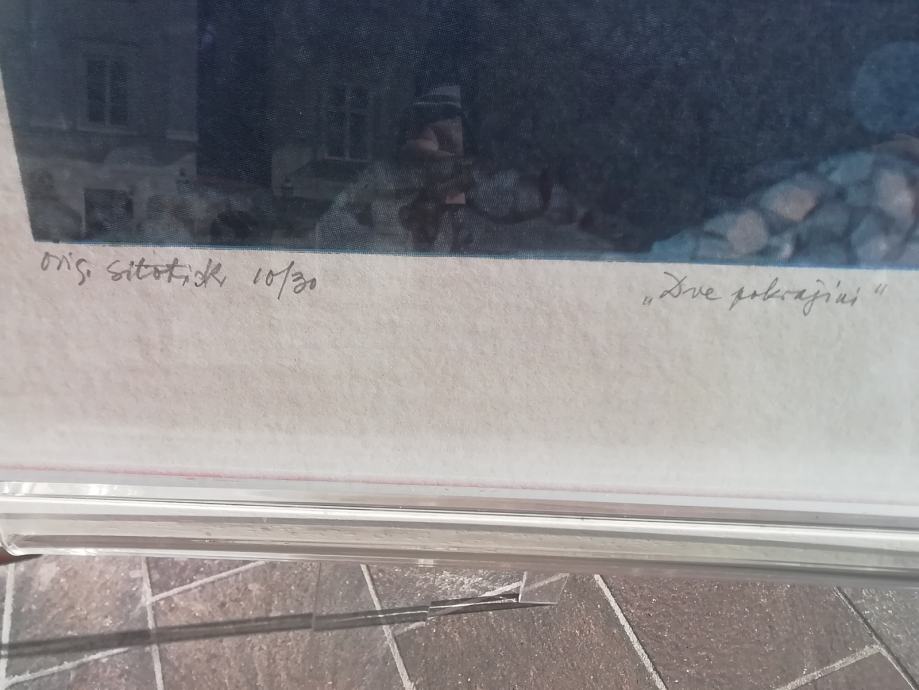 orig. sitotisk 10/30
„Dve pokrajini“